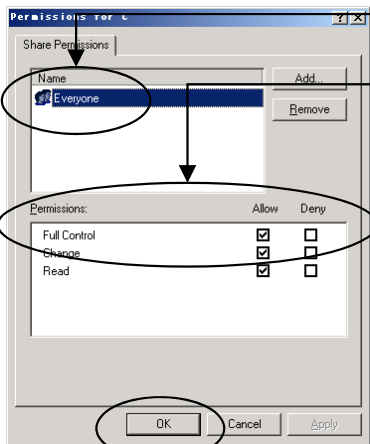 Permissions for C
Share Permissions
Name
Add...
Everyone
Remove
Permissions:
Allow
Deny
Full Control
Change
Read
OK
Cancel
Apply